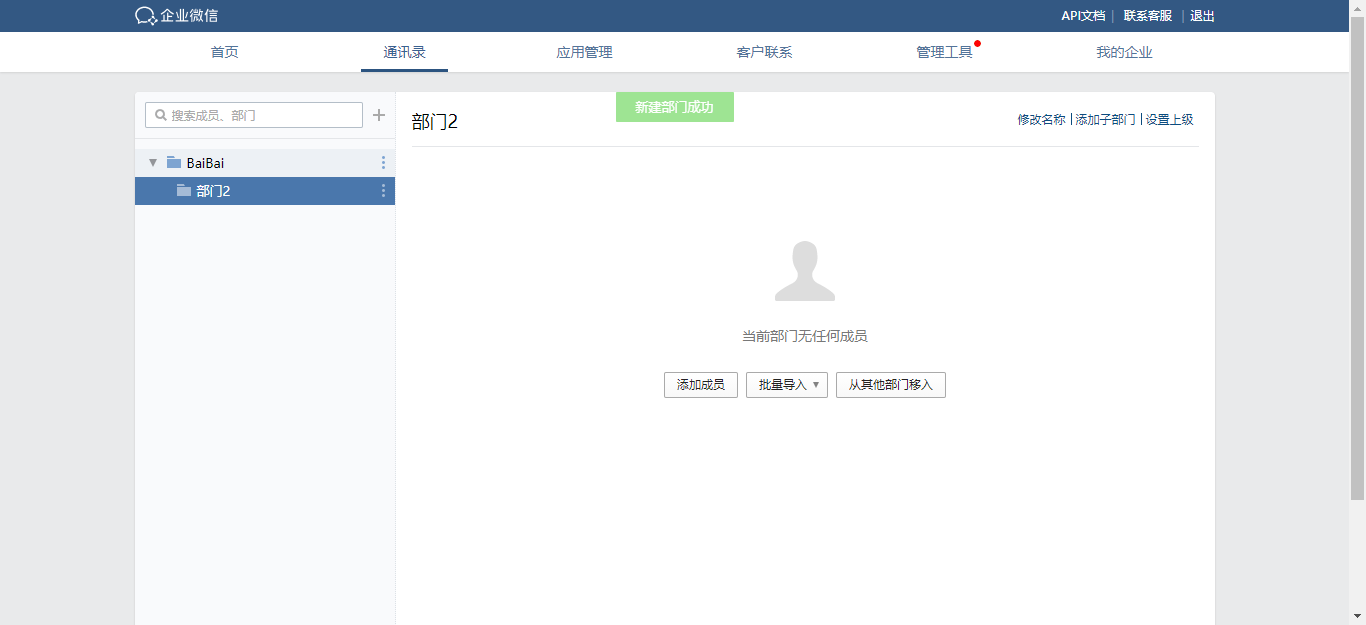 企业微信
API文档 | 联系客服 | 退出
首页 通讯录 应用管理 客户联系 管理工具 我的企业
搜索成员、部门
BaiBai
部门2
新建部门成功
部门2
修改名称 | 添加子部门 | 设置上级
当前部门无任何成员
添加成员 批量导入 从其他部门移入